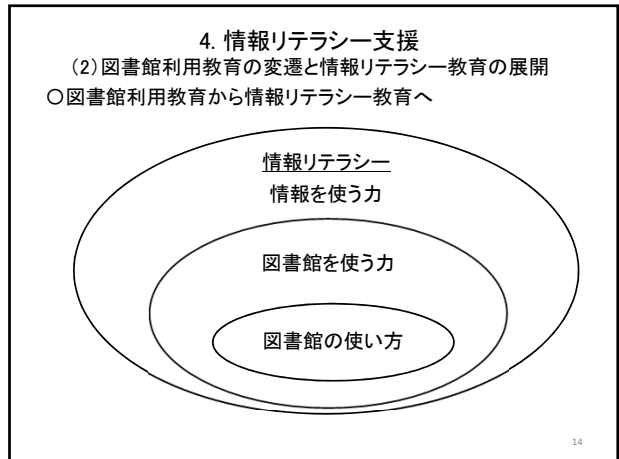 4. 情報リテラシー支援
(2)図書館利用教育の変遷と情報リテラシー教育の展開
〇図書館利用教育から情報リテラシー教育へ
情報リテラシー
情報を使う力
図書館を使う力
図書館の使い方
14